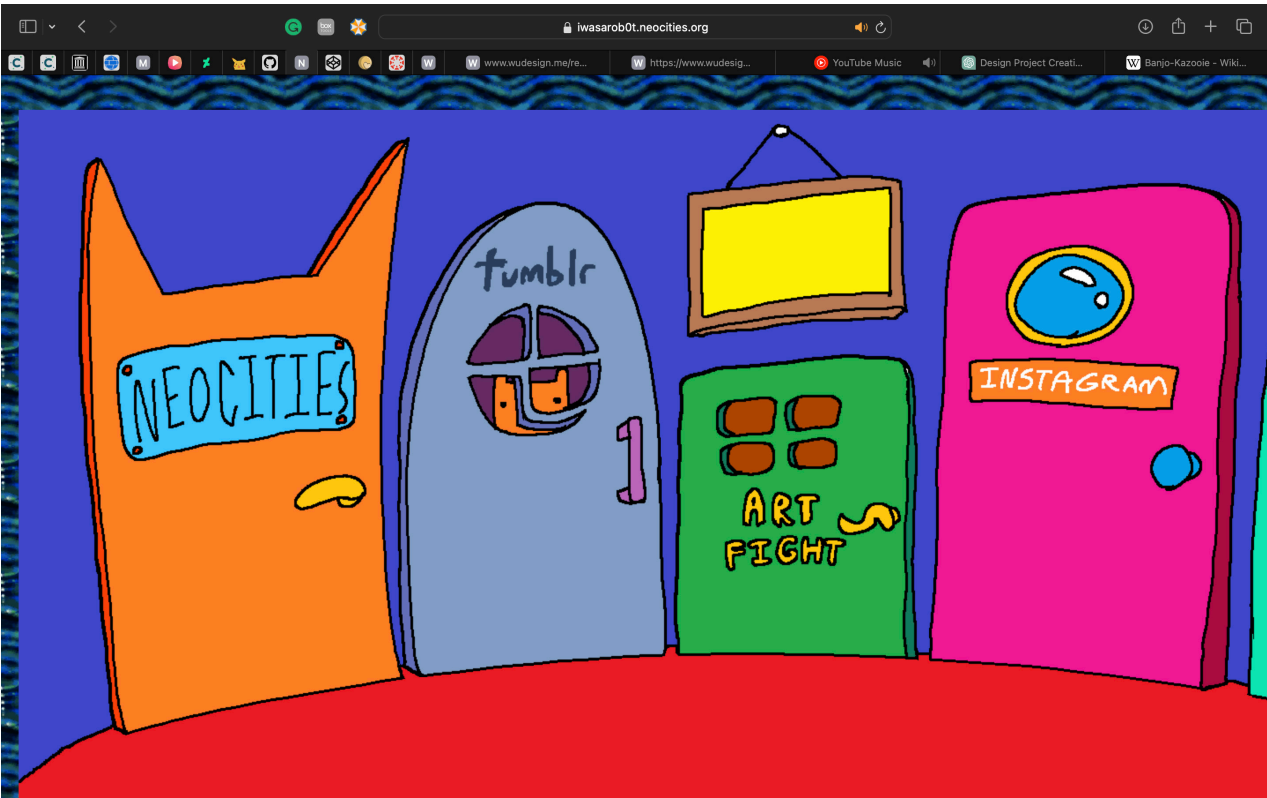 box
iwasarob0t.neocities.org
C
C
M
N
W
W www.wudesign.me/re...
W https://www.wudesig...
YouTube Music
Design Project Creati...
W Banjo-Kazooie - Wiki...
NEOCITIES
tumblr
ART
FIGHT
INSTAGRAM